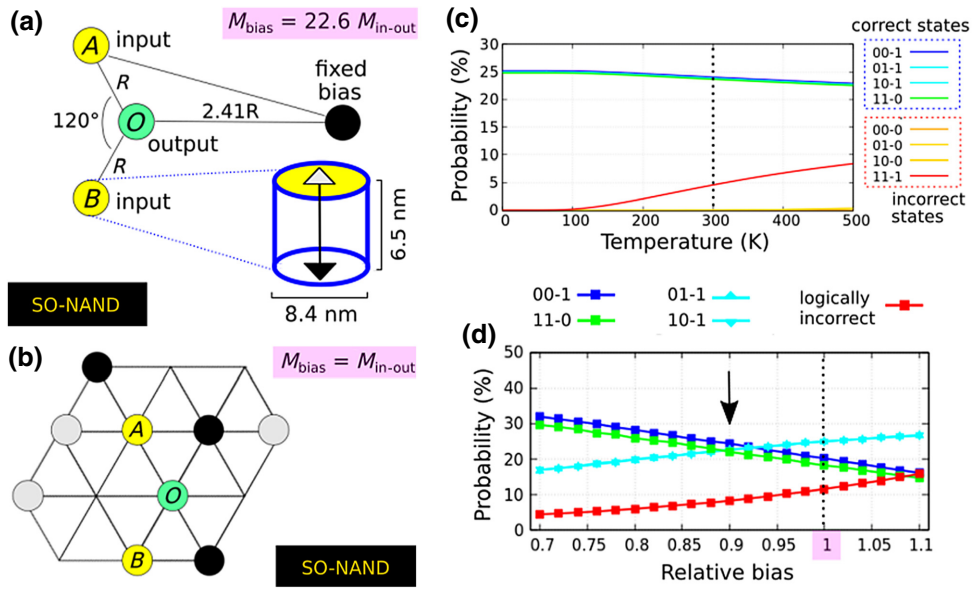 (a)
M_bias = 22.6 M_in-out
A input
R
120°
O
output
2.41R
fixed
bias
R
B input
6.5 nm
8.4 nm
SO-NAND
(b)
M_bias = M_in-out
A
O
B
SO-NAND
(c)
Probability (%)
30
25
20
15
10
5
0
0 100 200 300 400 500
Temperature (K)
correct states
00-1
01-1
10-1
11-0
00-0
01-0
10-0
11-1
incorrect
states
00-1 01-1 logically
11-0 10-1 incorrect
(d)
Probability (%)
50
40
30
20
10
0
0.7 0.75 0.8 0.85 0.9 0.95 1 1.05 1.1
Relative bias